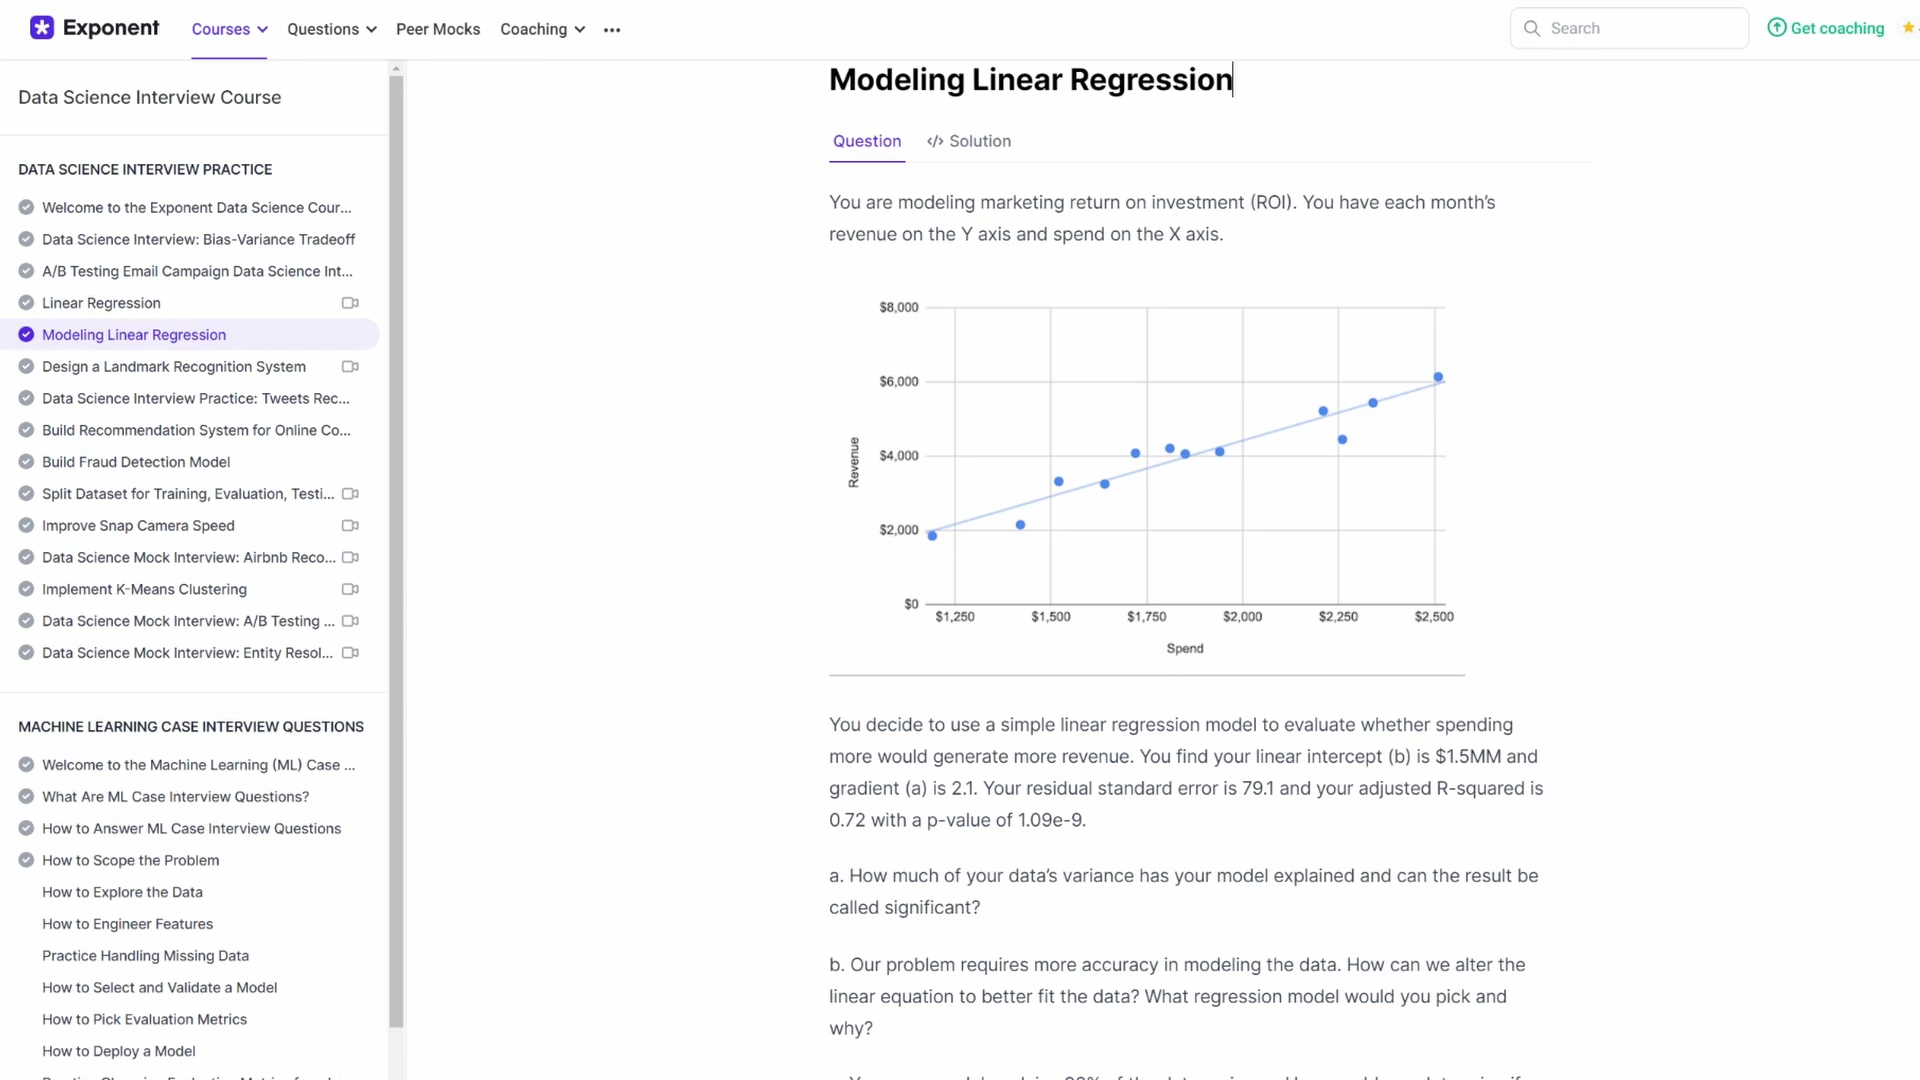 Exponent
Courses
Questions
Peer Mocks
Coaching
Search
Get coaching
Data Science Interview Course
DATA SCIENCE INTERVIEW PRACTICE
Welcome to the Exponent Data Science Cour...
Data Science Interview: Bias-Variance Tradeoff
A/B Testing Email Campaign Data Science Int...
Linear Regression
Modeling Linear Regression
Design a Landmark Recognition System
Data Science Interview Practice: Tweets Rec...
Build Recommendation System for Online Co...
Build Fraud Detection Model
Split Dataset for Training, Evaluation, Testi...
Improve Snap Camera Speed
Data Science Mock Interview: Airbnb Reco...
Implement K-Means Clustering
Data Science Mock Interview: A/B Testing ...
Data Science Mock Interview: Entity Resol...
MACHINE LEARNING CASE INTERVIEW QUESTIONS
Welcome to the Machine Learning (ML) Case ...
What Are ML Case Interview Questions?
How to Answer ML Case Interview Questions
How to Scope the Problem
How to Explore the Data
How to Engineer Features
Practice Handling Missing Data
How to Select and Validate a Model
How to Pick Evaluation Metrics
How to Deploy a Model
Modeling Linear Regression
Question
</> Solution
You are modeling marketing return on investment (ROI). You have each month's
revenue on the Y axis and spend on the X axis.
$8,000
$6,000
$4,000
$2,000
$0
Revenue
$1,250
$1,500
$1,750
$2,000
$2,250
$2,500
Spend
You decide to use a simple linear regression model to evaluate whether spending
more would generate more revenue. You find your linear intercept (b) is $1.5MM and
gradient (a) is 2.1. Your residual standard error is 79.1 and your adjusted R-squared is
0.72 with a p-value of 1.09e-9.
a. How much of your data's variance has your model explained and can the result be
called significant?
b. Our problem requires more accuracy in modeling the data. How can we alter the
linear equation to better fit the data? What regression model would you pick and
why?